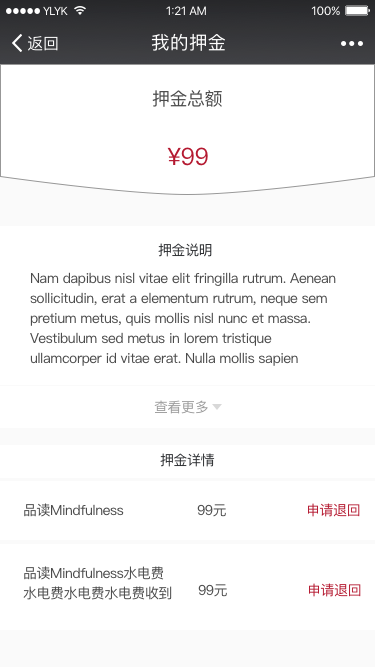 YLYK 1:21 AM 100%
返回 我的押金
押金总额
¥99
押金说明
Nam dapibus nisl vitae elit fringilla rutrum. Aenean
sollicitudin, erat a elementum rutrum, neque sem
pretium metus, quis mollis nisl nunc et massa.
Vestibulum sed metus in lorem tristique
ullamcorper id vitae erat. Nulla mollis sapien
查看更多
押金详情
品读Mindfulness 99元 申请退回
品读Mindfulness水电费
水电费水电费水电费收到 99元 申请退回